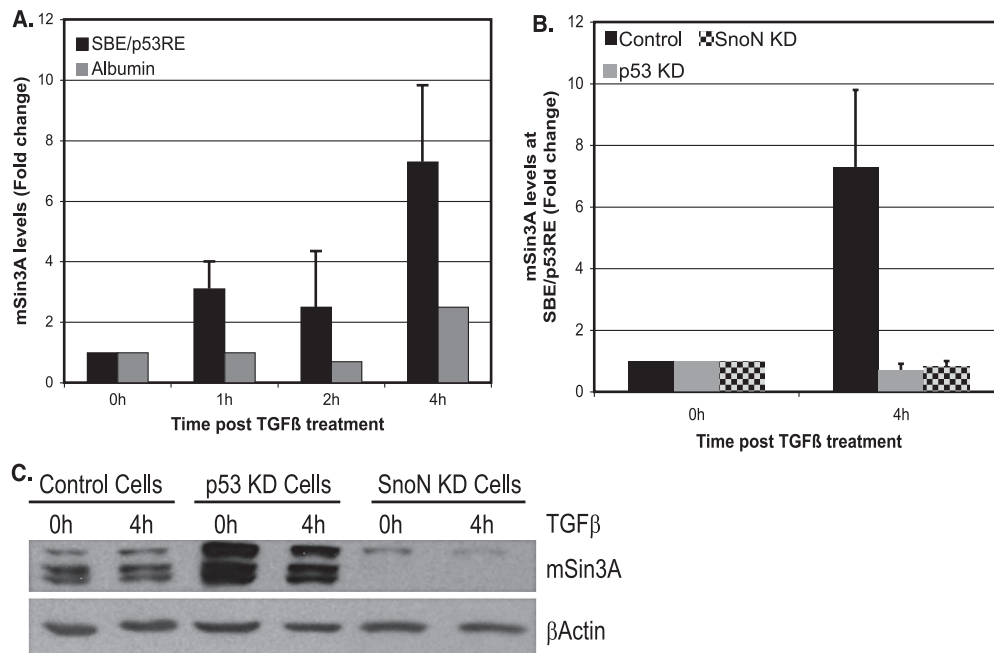 A.
mSin3A levels (Fold change)
12
10
8
6
4
2
0
SBE/p53RE
Albumin
0h 1h 2h 4h
Time post TGFß treatment
B.
mSin3A levels at
SBE/p53RE (Fold change)
12
10
8
6
4
2
0
Control SnoN KD
p53 KD
0h 4h
Time post TGFß treatment
C.
Control Cells p53 KD Cells SnoN KD Cells
0h 4h 0h 4h 0h 4h TGFβ
mSin3A
βActin